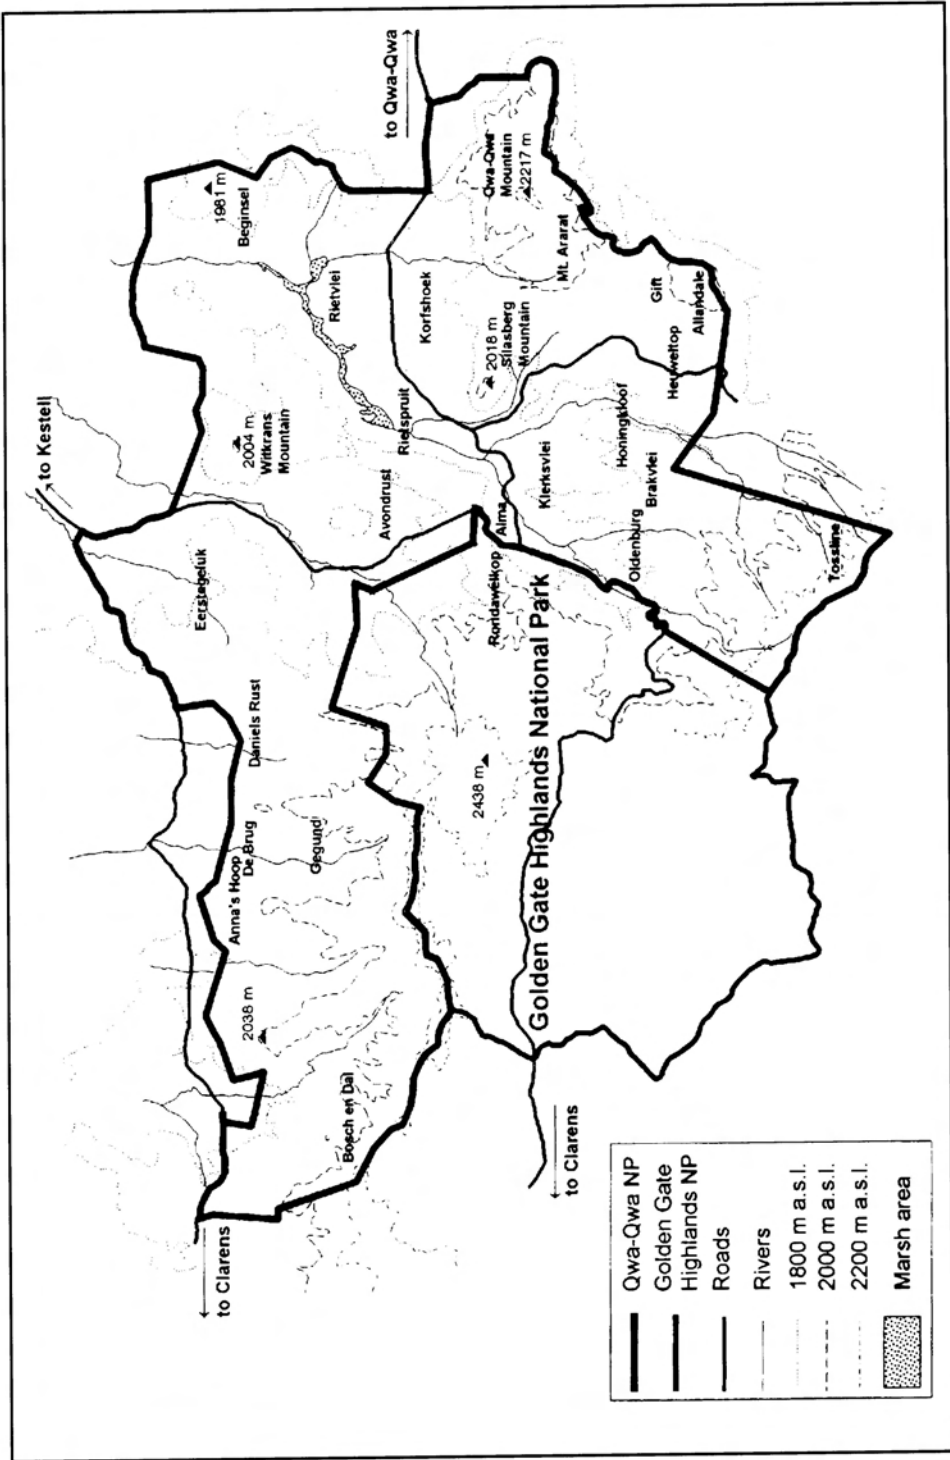 to Kestell
to Qwa-Qwa
1981 m
Beginsel
2004 m
Witkrans
Mountain
Eerstegeluk
Rietvlei
Korfshoek
Qwa-Qwa
Mountain
2217 m
Avondrust
Rietspruit
2018 m
Silasberg
Mountain
Mt. Ararat
Daniels Rust
Anna's Hoop
De Brug
Gegund
2038 m
Bosch en Dal
to Clarens
Alma
Klerksvlei
Rondawelkop
Gift
Allandale
Heuweltop
Honingkloof
Brakvlei
Oldenburg
Tossline
2438 m
Golden Gate Highlands National Park
to Clarens
Qwa-Qwa NP
Golden Gate
Highlands NP
Roads
Rivers
1800 m a.s.l.
2000 m a.s.l.
2200 m a.s.l.
Marsh area